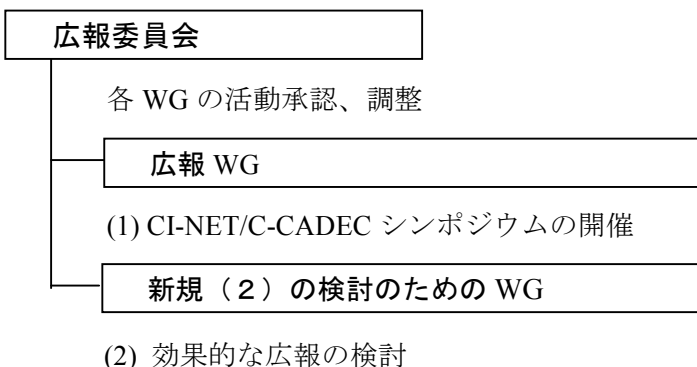 広報委員会
各 WG の活動承認、調整
広報 WG
(1) CI-NET/C-CADEC シンポジウムの開催
新規（２）の検討のための WG
(2) 効果的な広報の検討